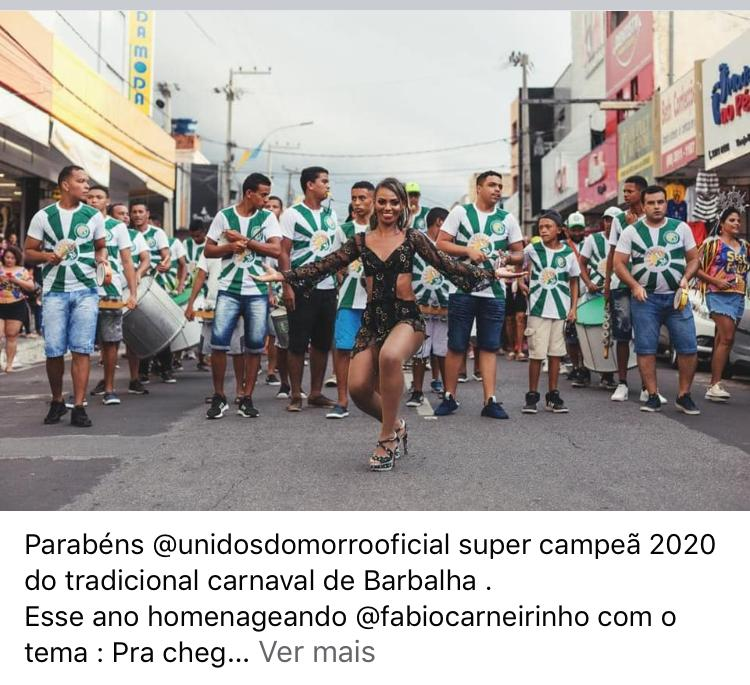 DA MODA
Parabéns @unidosdomorrooficial super campeã 2020
do tradicional carnaval de Barbalha .
Esse ano homenageando @fabiocarneirinho com o
tema : Pra cheg... Ver mais